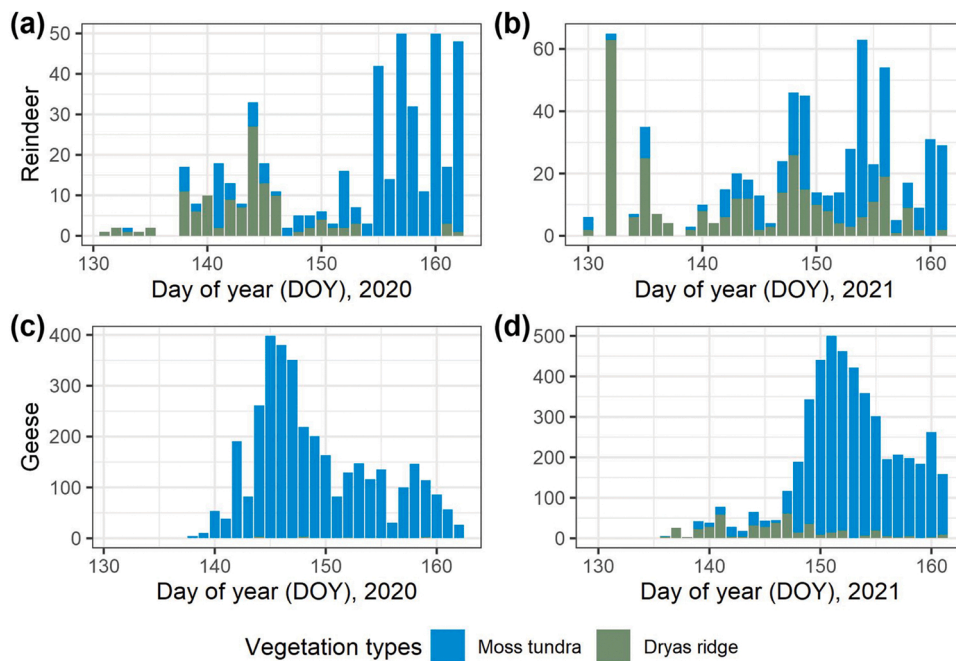 (a)
(b)
50
40
30
20
10
0
Reindeer
130 140 150 160
Day of year (DOY), 2020
60
40
20
0
130 140 150 160
Day of year (DOY), 2021
(c)
(d)
400
300
200
100
0
Geese
130 140 150 160
Day of year (DOY), 2020
500
400
300
200
100
0
130 140 150 160
Day of year (DOY), 2021
Vegetation types Moss tundra Dryas ridge